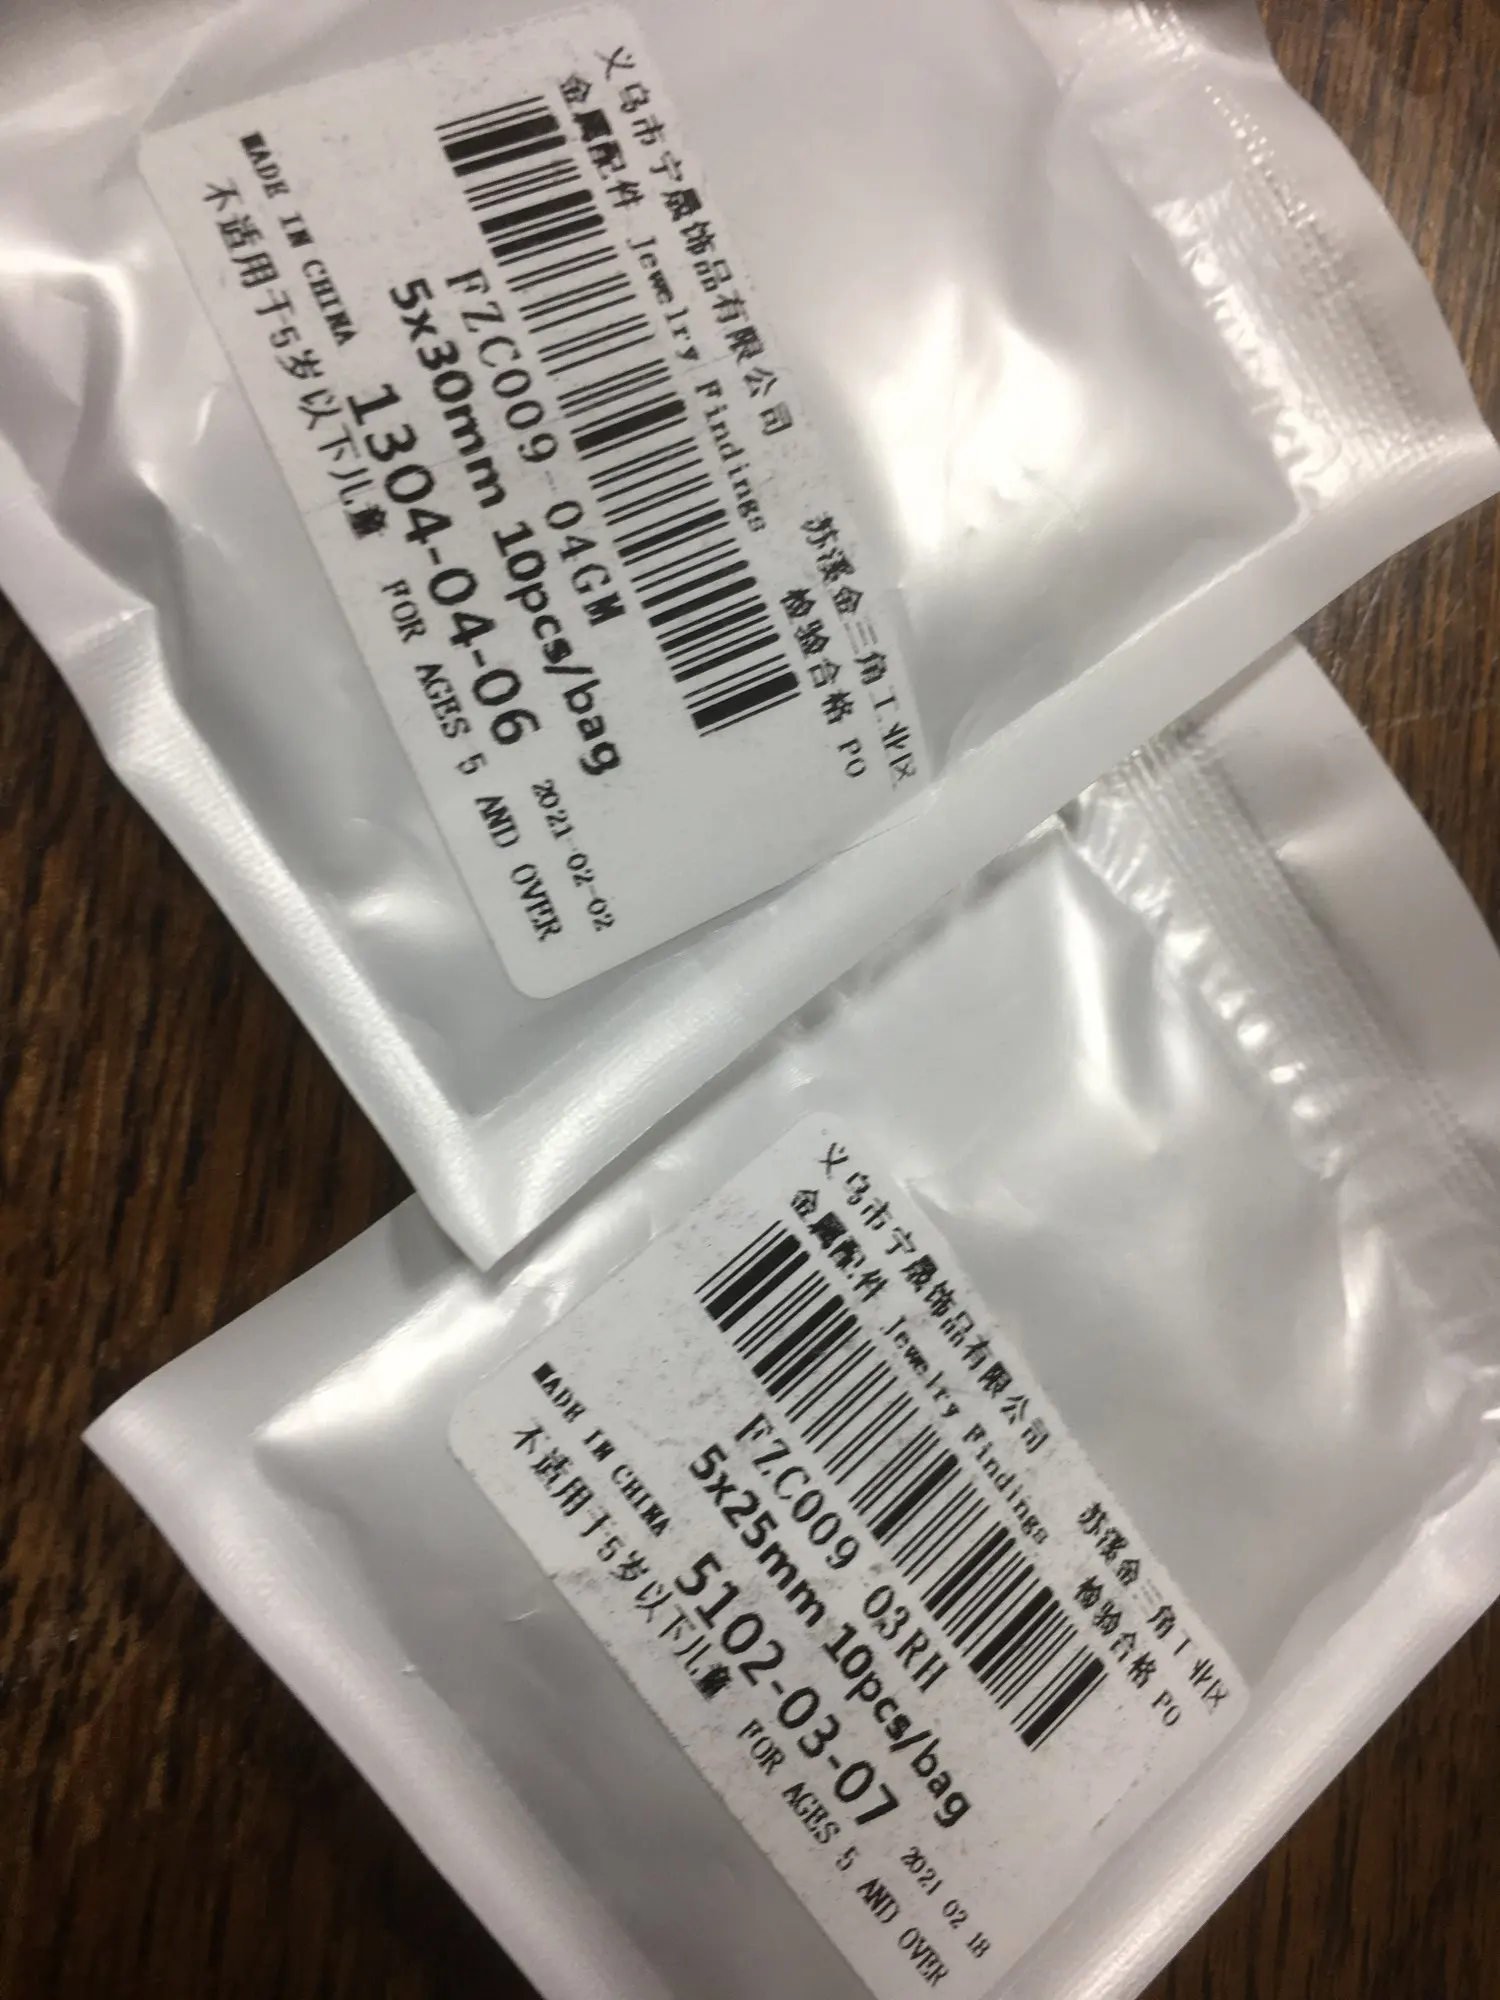 义乌市宁晟饰品有限公司 苏溪金三角工业区
金属配件 Jewelry Findings 检验合格 PO
FZC009-04GM
5x30mm 10pcs/bag
MADE IN CHINA 1304-04-06 2021-02-02
不适用于5岁以下儿童 FOR AGES 5 AND OVER
义乌市宁晟饰品有限公司 苏溪金三角工业区
金属配件 Jewelry Findings 检验合格 PO
FZC009 03RH
5x25mm 10pcs/bag
MADE IN CHINA 5102-03-07 2021 02 18
不适用于5岁以下儿童 FOR AGES 5 AND OVER